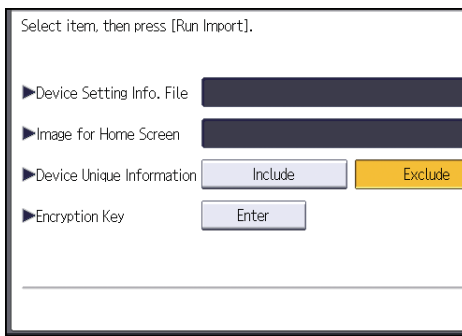 Select item, then press [Run Import].
▶Device Setting Info. File
▶Image for Home Screen
▶Device Unique Information Include Exclude
▶Encryption Key Enter